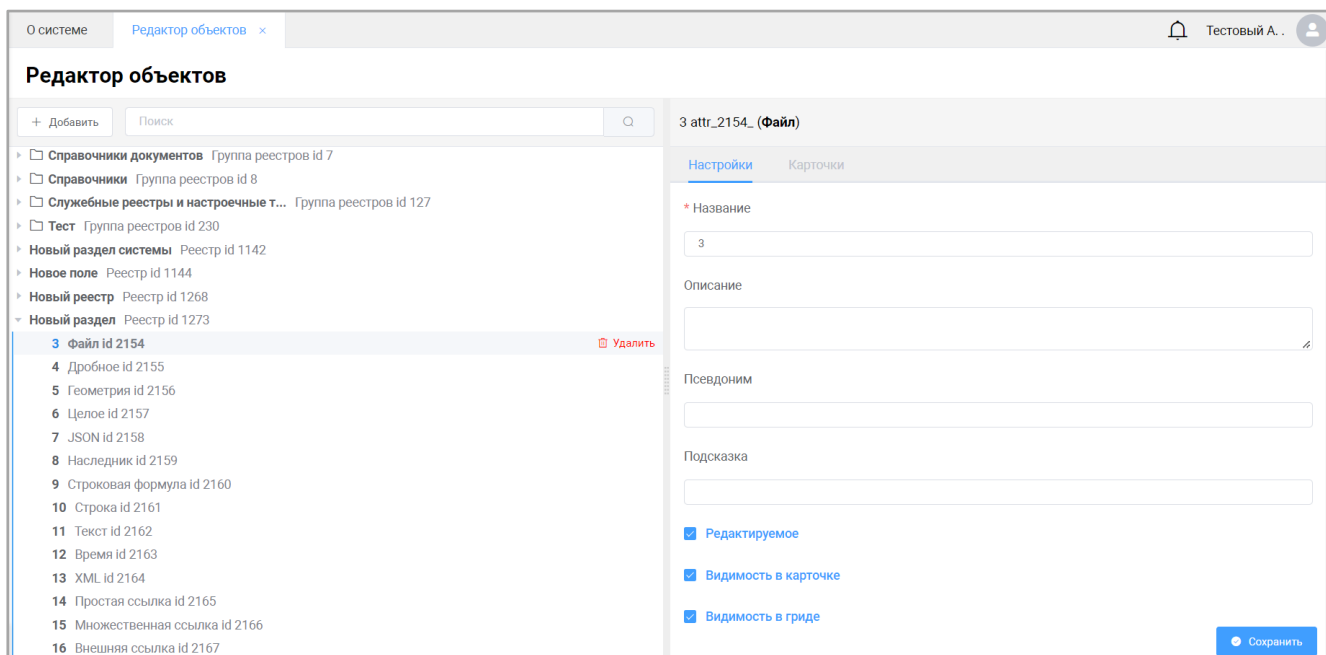 О системе
Редактор объектов ×
Тестовый А. .
Редактор объектов
+ Добавить
Поиск
Справочники документов Группа реестров id 7
Справочники Группа реестров id 8
Служебные реестры и настроечные т... Группа реестров id 127
Тест Группа реестров id 230
Новый раздел системы Реестр id 1142
Новое поле Реестр id 1144
Новый реестр Реестр id 1268
Новый раздел Реестр id 1273
3 Файл id 2154 Удалить
4 Дробное id 2155
5 Геометрия id 2156
6 Целое id 2157
7 JSON id 2158
8 Наследник id 2159
9 Строковая формула id 2160
10 Строка id 2161
11 Текст id 2162
12 Время id 2163
13 XML id 2164
14 Простая ссылка id 2165
15 Множественная ссылка id 2166
16 Внешняя ссылка id 2167
3 attr_2154_ (Файл)
Настройки Карточки
* Название
3
Описание
Псевдоним
Подсказка
Редактируемое
Видимость в карточке
Видимость в гриде
Сохранить